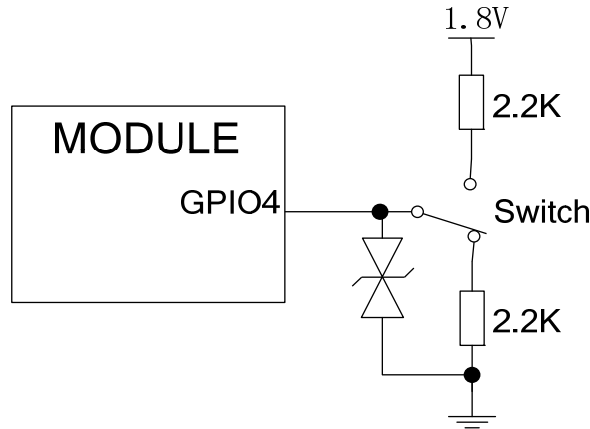 1.8V
2.2K
MODULE
GPIO4
Switch
2.2K